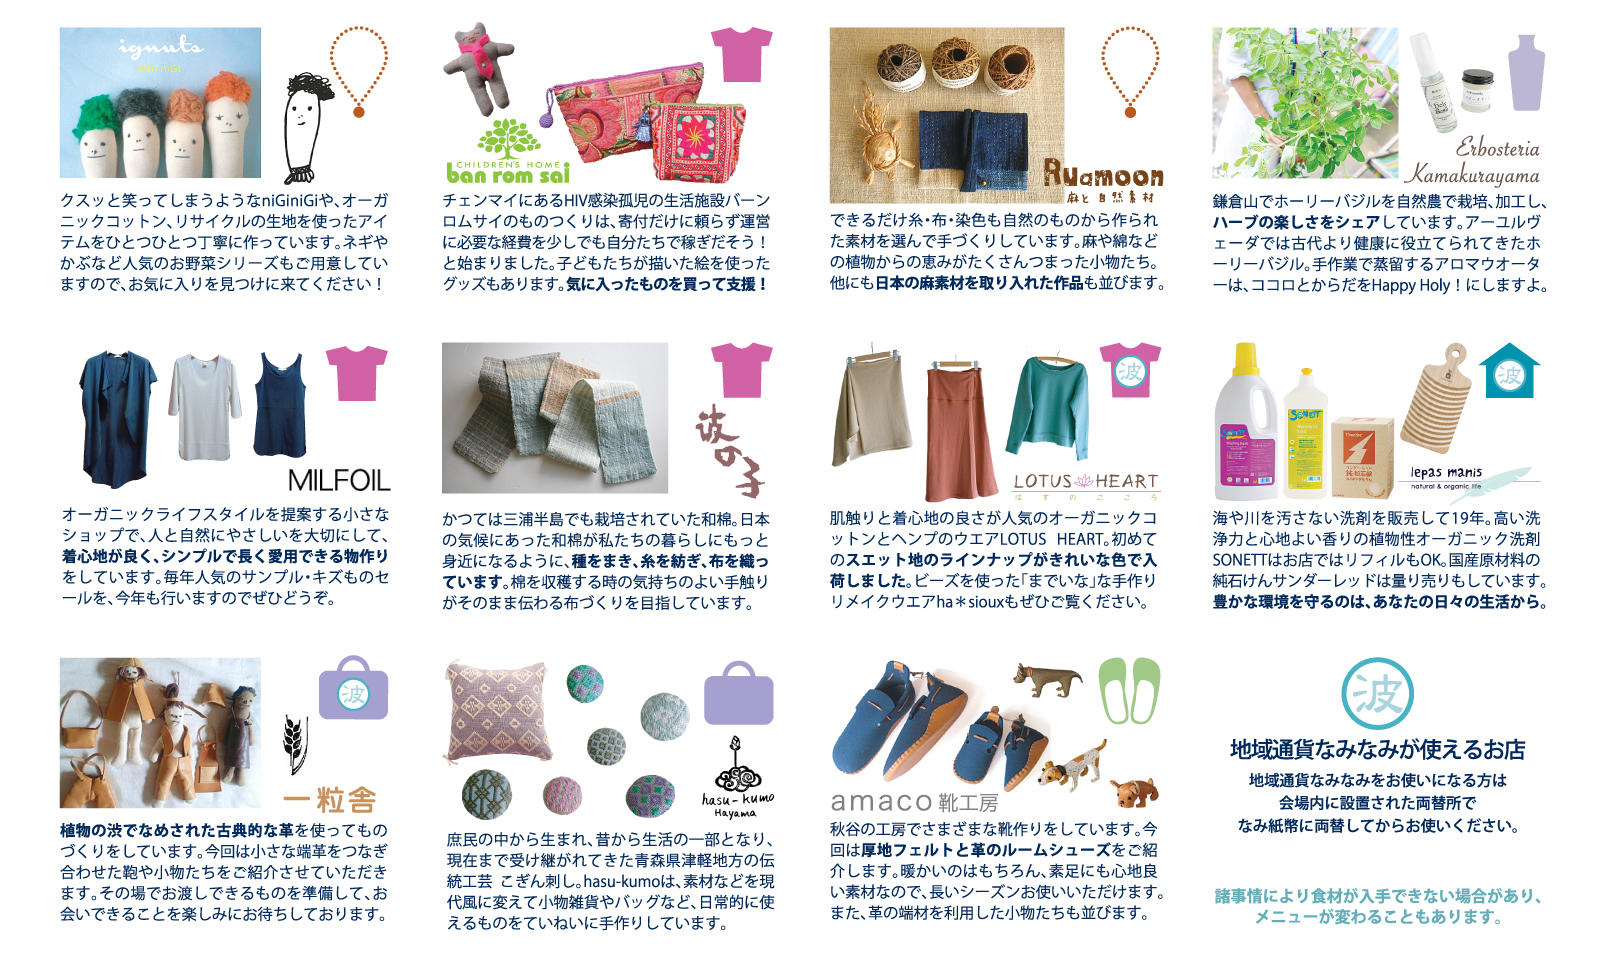 ignuts
クスッと笑ってしまうようなniGiniGiや、オーガ
ニックコットン、リサイクルの生地を使ったアイ
テムをひとつひとつ丁寧に作っています。ネギや
かぶなど人気のお野菜シリーズもご用意してい
ますので、お気に入りを見つけに来てください！
CHILDREN'S HOME
ban rom sai
チェンマイにあるHIV感染孤児の生活施設バーン
ロムサイのものつくりは、寄付だけに頼らず運営
に必要な経費を少しでも自分たちで稼ぎだそう！
と始まりました。子どもたちが描いた絵を使った
グッズもあります。気に入ったものを買って支援！
Ruamoon
麻と自然素材
できるだけ糸・布・染色も自然のものから作られ
た素材を選んで手づくりしています。麻や綿など
の植物からの恵みがたくさんつまった小物たち。
他にも日本の麻素材を取り入れた作品も並びます。
Erbosteria
Kamakurayama
鎌倉山でホーリーバジルを自然農で栽培、加工し、
ハーブの楽しさをシェアしています。アーユルヴ
ェーダでは古代より健康に役立てられてきたホ
ーリーバジル。手作業で蒸留するアロマウオータ
ーは、ココロとからだをHappy Holy！にしますよ。
MILFOIL
オーガニックライフスタイルを提案する小さな
ショップで、人と自然にやさしいを大切にして、
着心地が良く、シンプルで長く愛用できる物作り
をしています。毎年人気のサンプル・キズものセ
ールを、今年も行いますのでぜひどうぞ。
波の子
かつては三浦半島でも栽培されていた和棉。日本
の気候にあった和棉が私たちの暮らしにもっと
身近になるように、種をまき、糸を紡ぎ、布を織っ
ています。棉を収穫する時の気持ちのよい手触り
がそのまま伝わる布づくりを目指しています。
波
LOTUS HEART
はすのこころ
肌触りと着心地の良さが人気のオーガニックコ
ットンとヘンプのウエアLOTUS HEART。初めて
のスエット地のラインナップがきれいな色で入
荷しました。ビーズを使った「までいな」な手作り
リメイクウエアha＊siouxもぜひご覧ください。
波
SONETT
lepas manis
natural & organic life
海や川を汚さない洗剤を販売して19年。高い洗
浄力と心地よい香りの植物性オーガニック洗剤
SONETTはお店ではリフィルもOK。国産原材料の
純石けんサンダーレッドは量り売りもしています。
豊かな環境を守るのは、あなたの日々の生活から。
波
一粒舎
植物の渋でなめされた古典的な革を使ってもの
づくりをしています。今回は小さな端革をつなぎ
合わせた鞄や小物たちをご紹介させていただき
ます。その場でお渡しできるものを準備して、お
会いできることを楽しみにお待ちしております。
hasu-kumo
Hayama
庶民の中から生まれ、昔から生活の一部となり、
現在まで受け継がれてきた青森県津軽地方の伝
統工芸 こぎん刺し。hasu-kumoは、素材などを現
代風に変えて小物雑貨やバッグなど、日常的に使
えるものをていねいに手作りしています。
amaco 靴工房
秋谷の工房でさまざまな靴作りをしています。今
回は厚地フェルトと革のルームシューズをご紹
介します。暖かいのはもちろん、素足にも心地良
い素材なので、長いシーズンお使いいただけます。
また、革の端材を利用した小物たちも並びます。
波
地域通貨なみなみが使えるお店
地域通貨なみなみをお使いになる方は
会場内に設置された両替所で
なみ紙幣に両替してからお使いください。
諸事情により食材が入手できない場合があり、
メニューが変わることもあります。